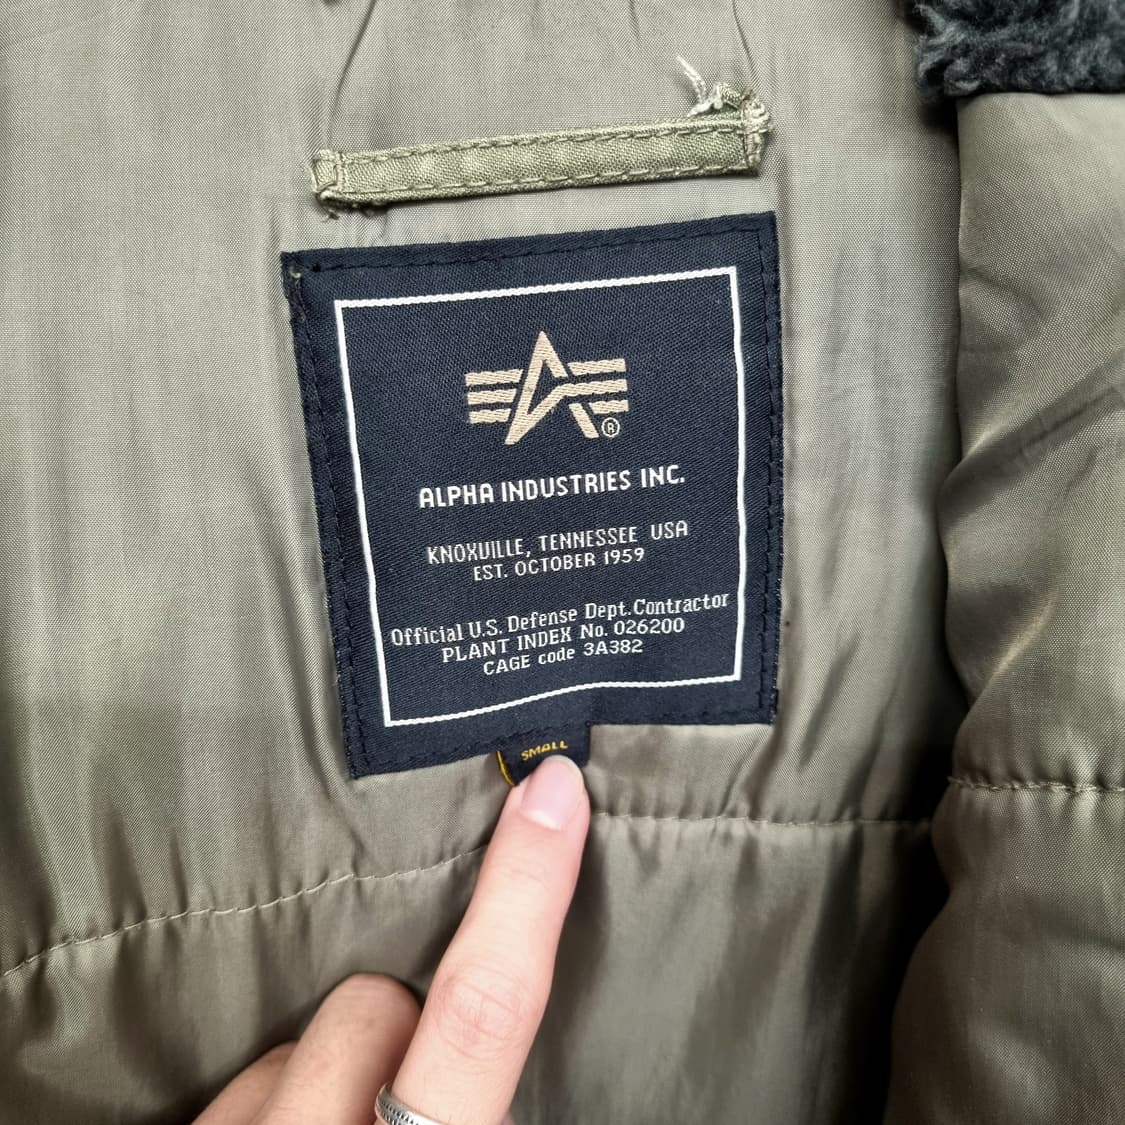 ®
ALPHA INDUSTRIES INC.
KNOXVILLE, TENNESSEE USA
EST. OCTOBER 1959
Official U.S. Defense Dept.Contractor
PLANT INDEX No. 026200
CAGE code 3A382
SMALL